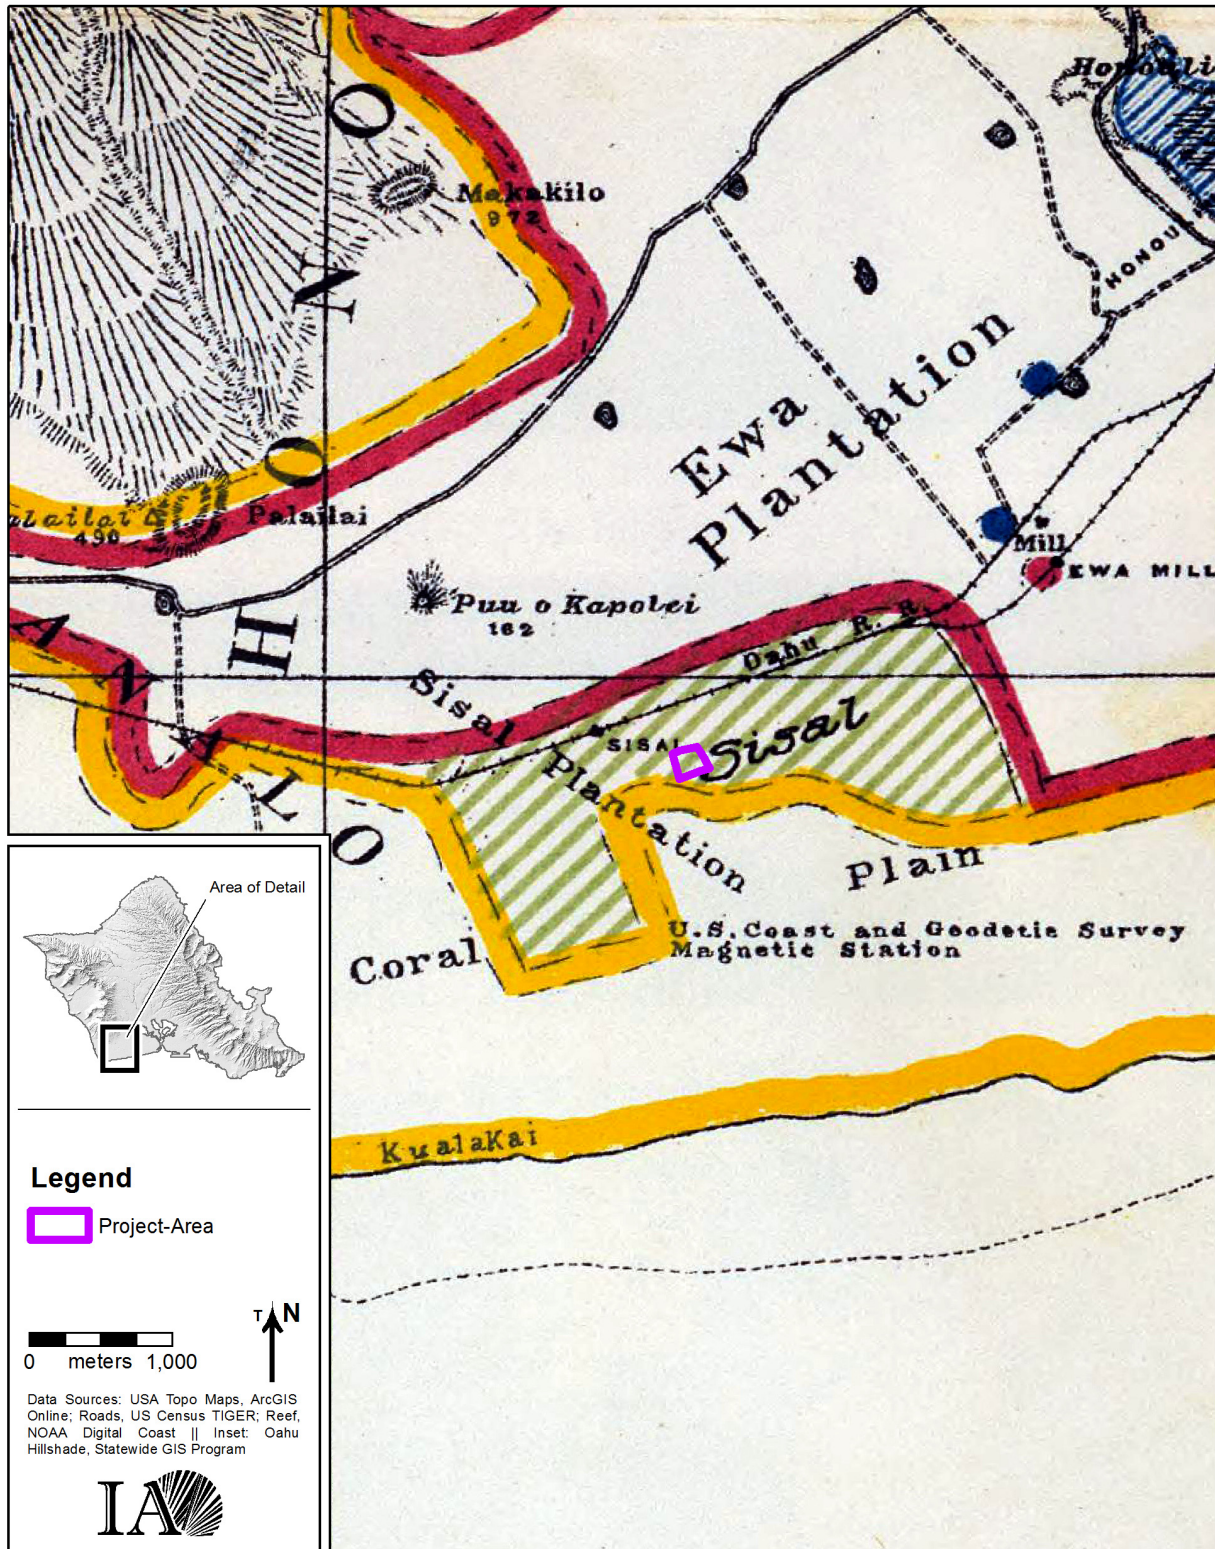 Makakilo
972
HONOU
Ewa
Plantation
Palailai
490
Mill
EWA MILL
Puu o Kapolei
162
HONO
Oahu R. R.
Sisal
Plantation
SISAL
Sisal
Coral
Plain
U.S. Coast and Geodetic Survey
Magnetic Station
Kualakai
Area of Detail
Legend
Project-Area
T N
0 meters 1,000
Data Sources: USA Topo Maps, ArcGIS
Online; Roads, US Census TIGER; Reef,
NOAA Digital Coast || Inset: Oahu
Hillshade, Statewide GIS Program
IA